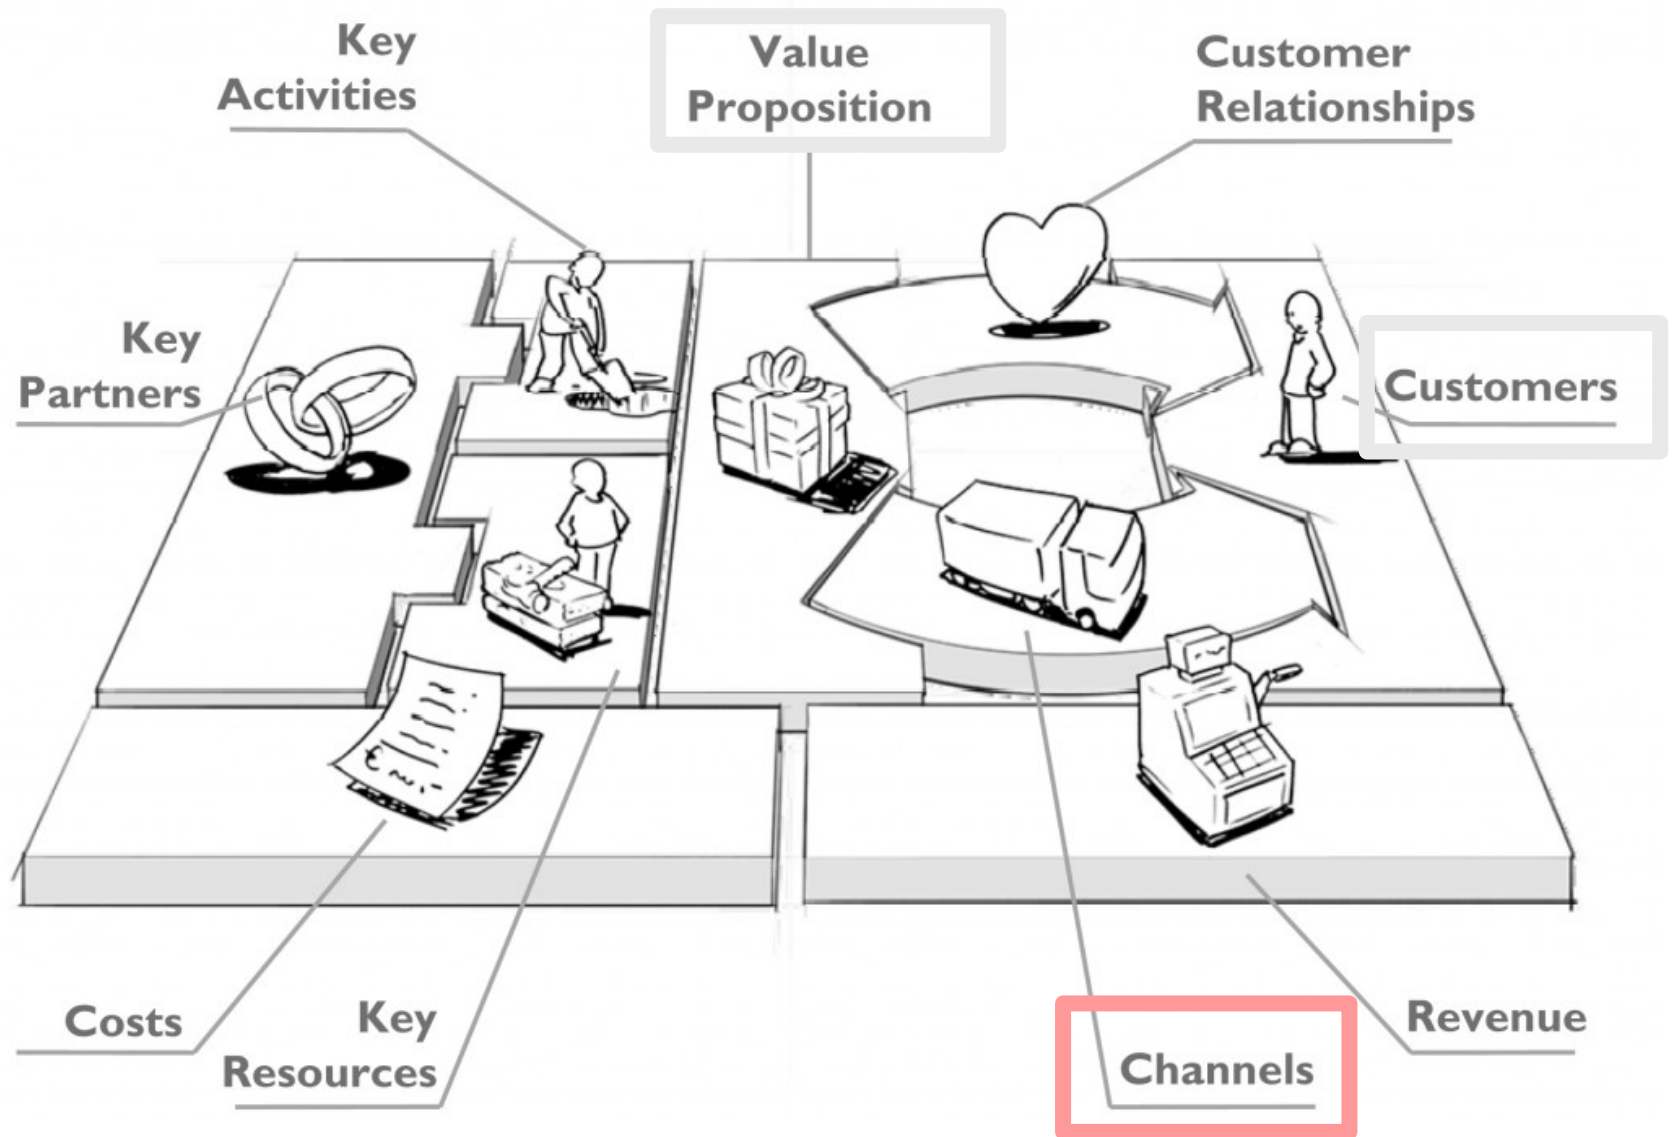 Key
Activities
Value
Proposition
Customer
Relationships
Key
Partners
Customers
Costs
Key
Resources
Channels
Revenue